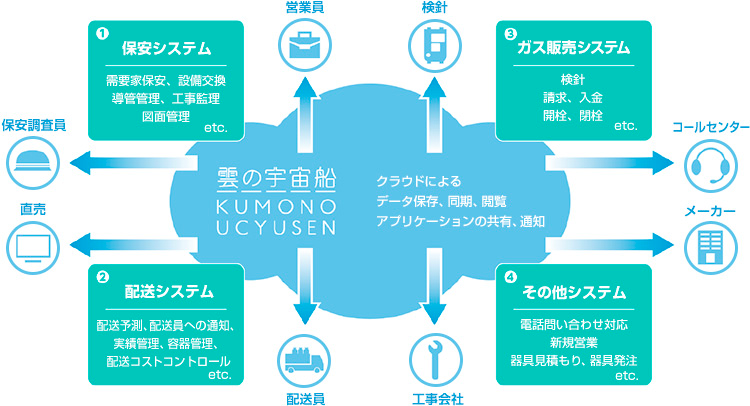 営業員
検針
❶
保安システム
需要家保安、設備交換
導管管理、工事監理
図面管理
etc.
❸
ガス販売システム
検針
請求、入金
開栓、閉栓
etc.
保安調査員
コールセンター
雲の宇宙船
KUMONO
UCYUSEN
クラウドによる
データ保存、同期、閲覧
アプリケーションの共有、通知
直売
メーカー
❷
配送システム
配送予測、配送員への通知、
実績管理、容器管理、
配送コストコントロール
etc.
❹
その他システム
電話問い合わせ対応
新規営業
器具見積もり、器具発注
etc.
配送員
工事会社